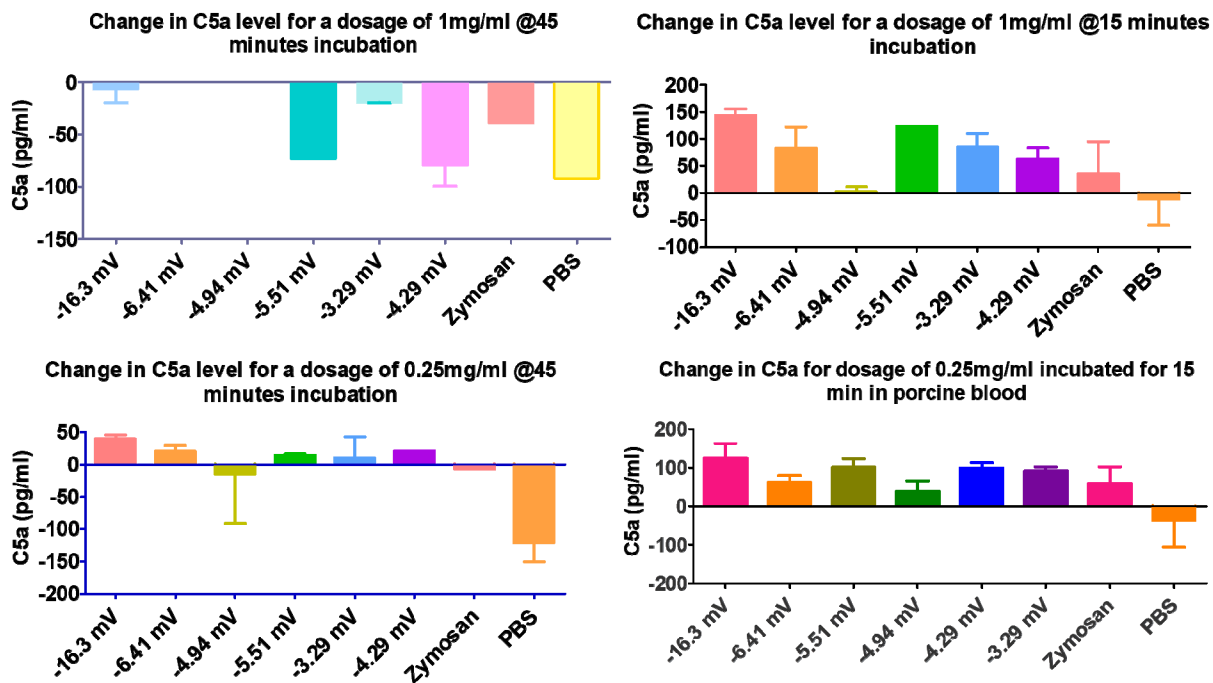 Change in C5a level for a dosage of 1mg/ml @45
minutes incubation
C5a (pg/ml)
0
-50
-100
-150
-16.3 mV
-6.41 mV
-4.94 mV
-5.51 mV
-3.29 mV
-4.29 mV
Zymosan
PBS
Change in C5a level for a dosage of 1mg/ml @15 minutes
incubation
C5a (pg/ml)
200
150
100
50
0
-50
-100
-16.3 mV
-6.41 mV
-4.94 mV
-5.51 mV
-3.29 mV
-4.29 mV
Zymosan
PBS
Change in C5a level for a dosage of 0.25mg/ml @45
minutes incubation
C5a (pg/ml)
50
0
-50
-100
-150
-200
-16.3 mV
-6.41 mV
-4.94 mV
-5.51 mV
-3.29 mV
-4.29 mV
Zymosan
PBS
Change in C5a for dosage of 0.25mg/ml incubated for 15
min in porcine blood
C5a (pg/ml)
200
100
0
-100
-200
-16.3 mV
-6.41 mV
-5.51 mV
-4.94 mV
-4.29 mV
-3.29 mV
Zymosan
PBS